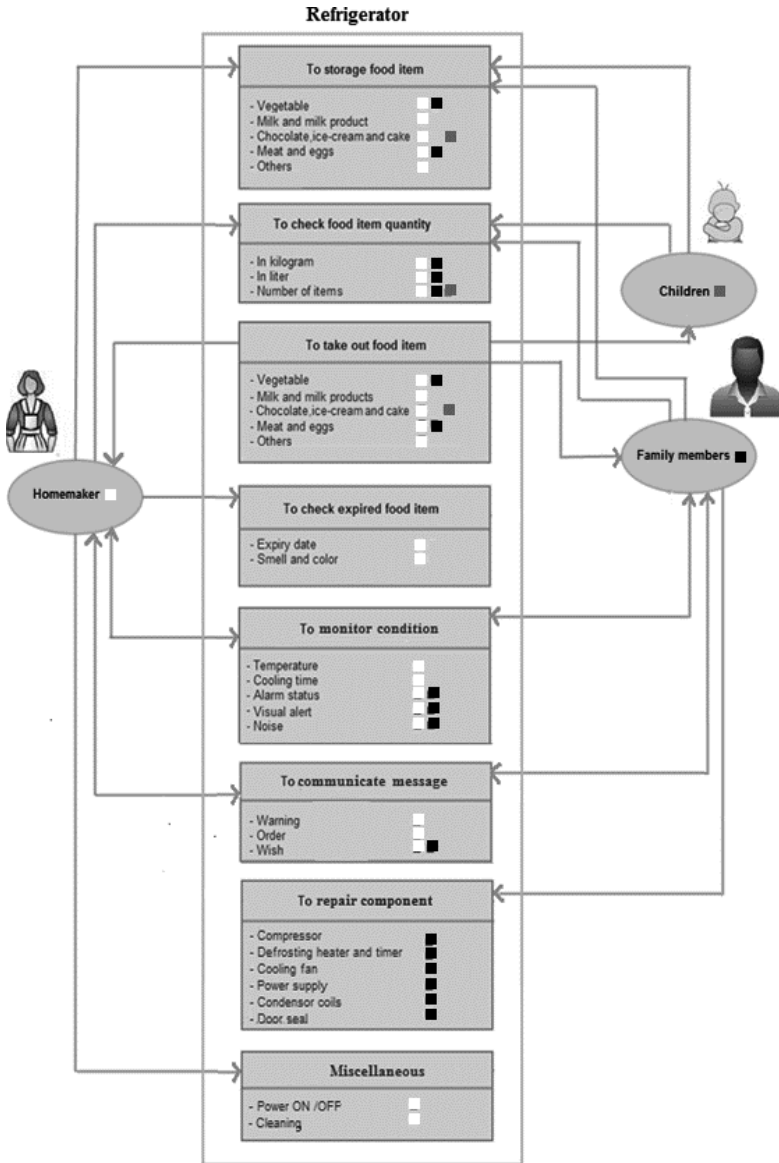 Refrigerator
To storage food item
- Vegetable
- Milk and milk product
- Chocolate,ice-cream and cake
- Meat and eggs
- Others
To check food item quantity
- In kilogram
- In liter
- Number of items
Children
To take out food item
- Vegetable
- Milk and milk products
- Chocolate,ice-cream and cake
- Meat and eggs
- Others
Family members
Homemaker
To check expired food item
- Expiry date
- Smell and color
To monitor condition
- Temperature
- Cooling time
- Alarm status
- Visual alert
- Noise
To communicate message
- Warning
- Order
- Wish
To repair component
- Compressor
- Defrosting heater and timer
- Cooling fan
- Power supply
- Condensor coils
- Door seal
Miscellaneous
- Power ON /OFF
- Cleaning